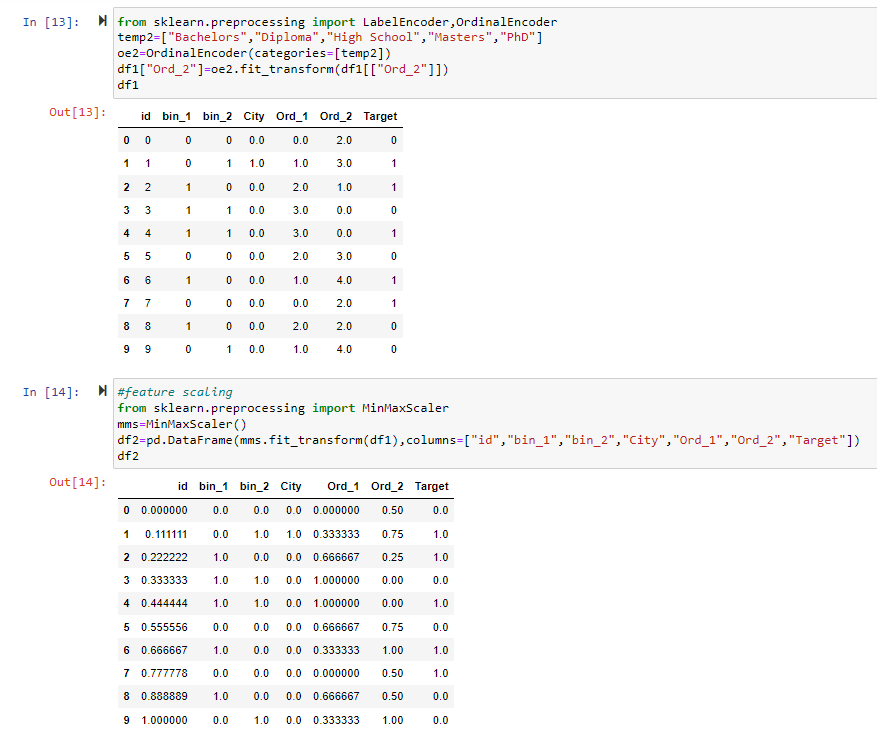 In [13]:
from sklearn.preprocessing import LabelEncoder,OrdinalEncoder
temp2=["Bachelors","Diploma","High School","Masters","PhD"]
oe2=OrdinalEncoder(categories=[temp2])
df1["Ord_2"]=oe2.fit_transform(df1[["Ord_2"]])
df1
Out[13]:
id bin_1 bin_2 City Ord_1 Ord_2 Target
0 0 0 0 0.0 0.0 2.0 0
1 1 0 1 1.0 1.0 3.0 1
2 2 1 0 0.0 2.0 1.0 1
3 3 1 1 0.0 3.0 0.0 0
4 4 1 1 0.0 3.0 0.0 1
5 5 0 0 0.0 2.0 3.0 0
6 6 1 0 0.0 1.0 4.0 1
7 7 0 0 0.0 0.0 2.0 1
8 8 1 0 0.0 2.0 2.0 0
9 9 0 1 0.0 1.0 4.0 0
In [14]:
#feature scaling
from sklearn.preprocessing import MinMaxScaler
mms=MinMaxScaler()
df2=pd.DataFrame(mms.fit_transform(df1),columns=["id","bin_1","bin_2","City","Ord_1","Ord_2","Target"])
df2
Out[14]:
id bin_1 bin_2 City Ord_1 Ord_2 Target
0 0.000000 0.0 0.0 0.0 0.000000 0.50 0.0
1 0.111111 0.0 1.0 1.0 0.333333 0.75 1.0
2 0.222222 1.0 0.0 0.0 0.666667 0.25 1.0
3 0.333333 1.0 1.0 0.0 1.000000 0.00 0.0
4 0.444444 1.0 1.0 0.0 1.000000 0.00 1.0
5 0.555556 0.0 0.0 0.0 0.666667 0.75 0.0
6 0.666667 1.0 0.0 0.0 0.333333 1.00 1.0
7 0.777778 0.0 0.0 0.0 0.000000 0.50 1.0
8 0.888889 1.0 0.0 0.0 0.666667 0.50 0.0
9 1.000000 0.0 1.0 0.0 0.333333 1.00 0.0